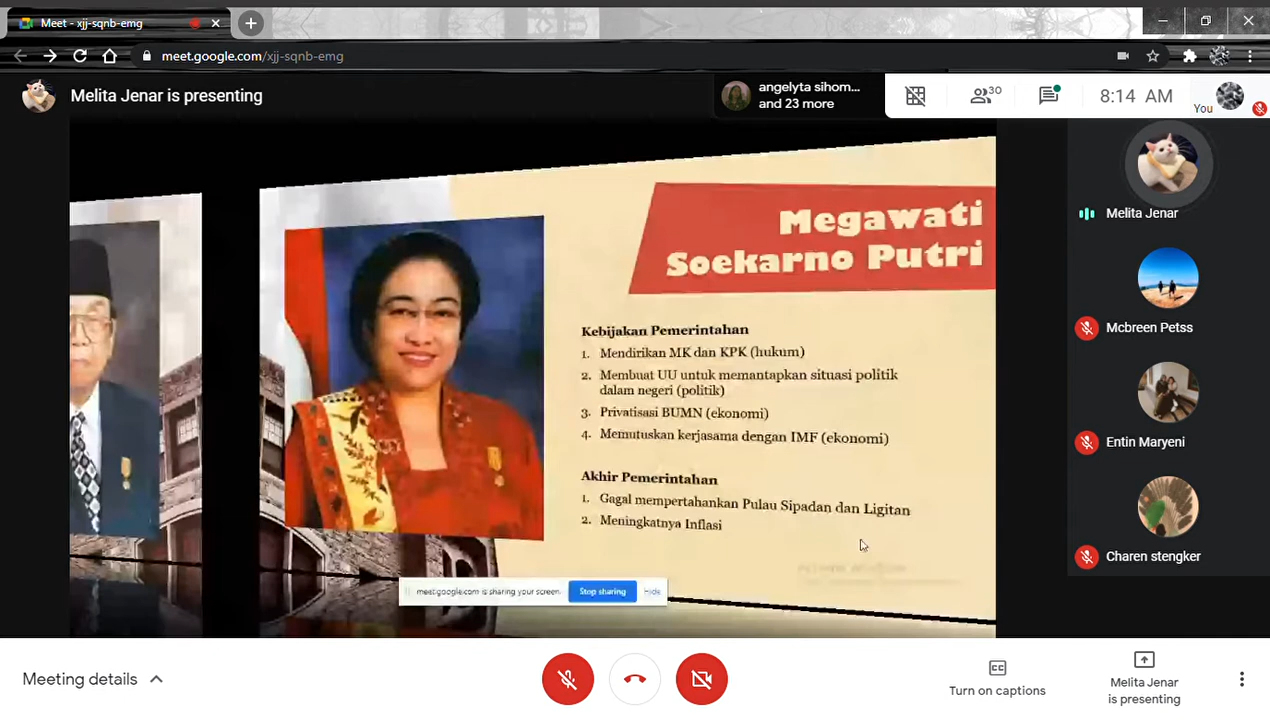 Meet - xjj-sqnb-emg
meet.google.com/xjj-sqnb-emg
Melita Jenar is presenting
angelyta sihom...
and 23 more
30
8:14 AM
You
Megawati
Soekarno Putri
Kebijakan Pemerintahan
1. Mendirikan MK dan KPK (hukum)
2. Membuat UU untuk memantapkan situasi politik
dalam negeri (politik)
3. Privatisasi BUMN (ekonomi)
4. Memutuskan kerjasama dengan IMF (ekonomi)
Akhir Pemerintahan
1. Gagal mempertahankan Pulau Sipadan dan Ligitan
2. Meningkatnya Inflasi
meet.google.com is sharing your screen.
Stop sharing
Hide
Melita Jenar
Mcbreen Petss
Entin Maryeni
Charen stengker
Meeting details
Turn on captions
Melita Jenar
is presenting